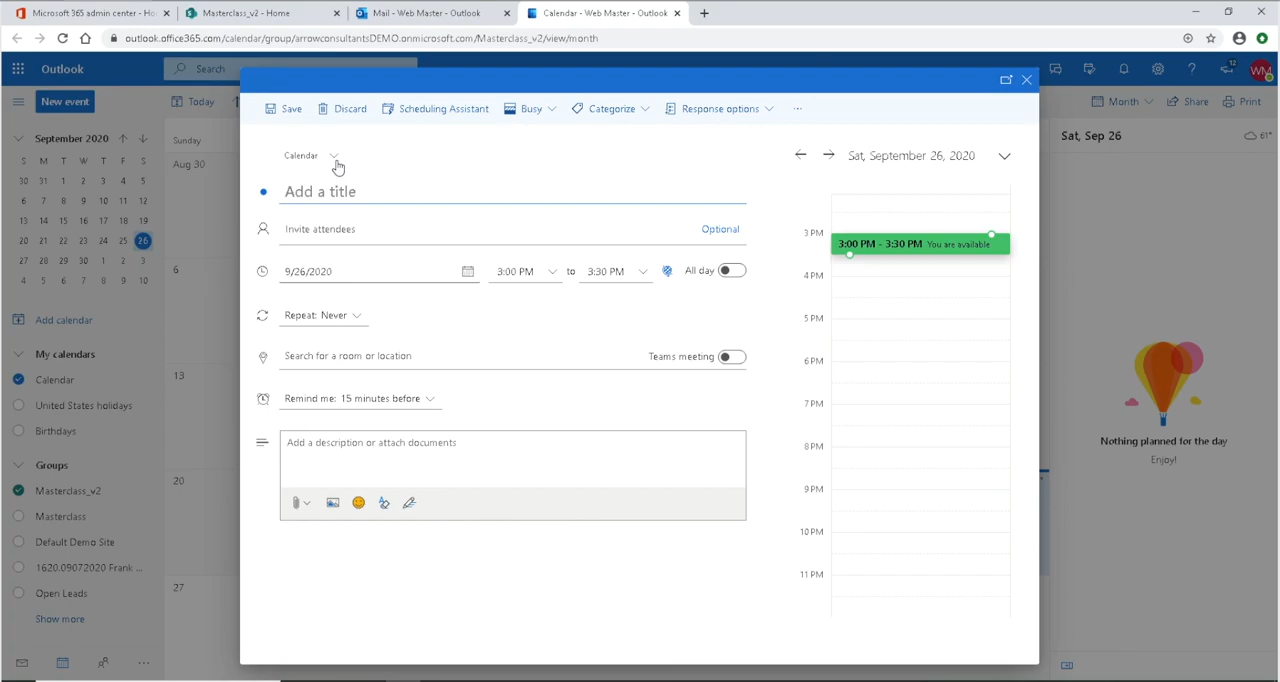 Microsoft 365 admin center - Ho
Masterclass_v2 - Home
Mail - Web Master - Outlook
Calendar - Web Master - Outlook
outlook.office365.com/calendar/group/arrowconsultantsDEMO.onmicrosoft.com/Masterclass_v2/view/month
Outlook
Search
12
WM
New event
Today
Month
Share
Print
September 2020
S M T W T F S
30 31 1 2 3 4 5
6 7 8 9 10 11 12
13 14 15 16 17 18 19
20 21 22 23 24 25 26
27 28 29 30 1 2 3
4 5 6 7 8 9 10
Add calendar
My calendars
Calendar
United States holidays
Birthdays
Groups
Masterclass_v2
Masterclass
Default Demo Site
1620.09072020 Frank ...
Open Leads
Show more
Sunday
Aug 30
6
13
20
27
Save
Discard
Scheduling Assistant
Busy
Categorize
Response options
Calendar
Add a title
Invite attendees
Optional
9/26/2020
3:00 PM
to
3:30 PM
All day
Repeat: Never
Search for a room or location
Teams meeting
Remind me: 15 minutes before
Add a description or attach documents
Sat, September 26, 2020
3 PM
3:00 PM - 3:30 PM You are available
4 PM
5 PM
6 PM
7 PM
8 PM
9 PM
10 PM
11 PM
Sat, Sep 26
61°
Nothing planned for the day
Enjoy!